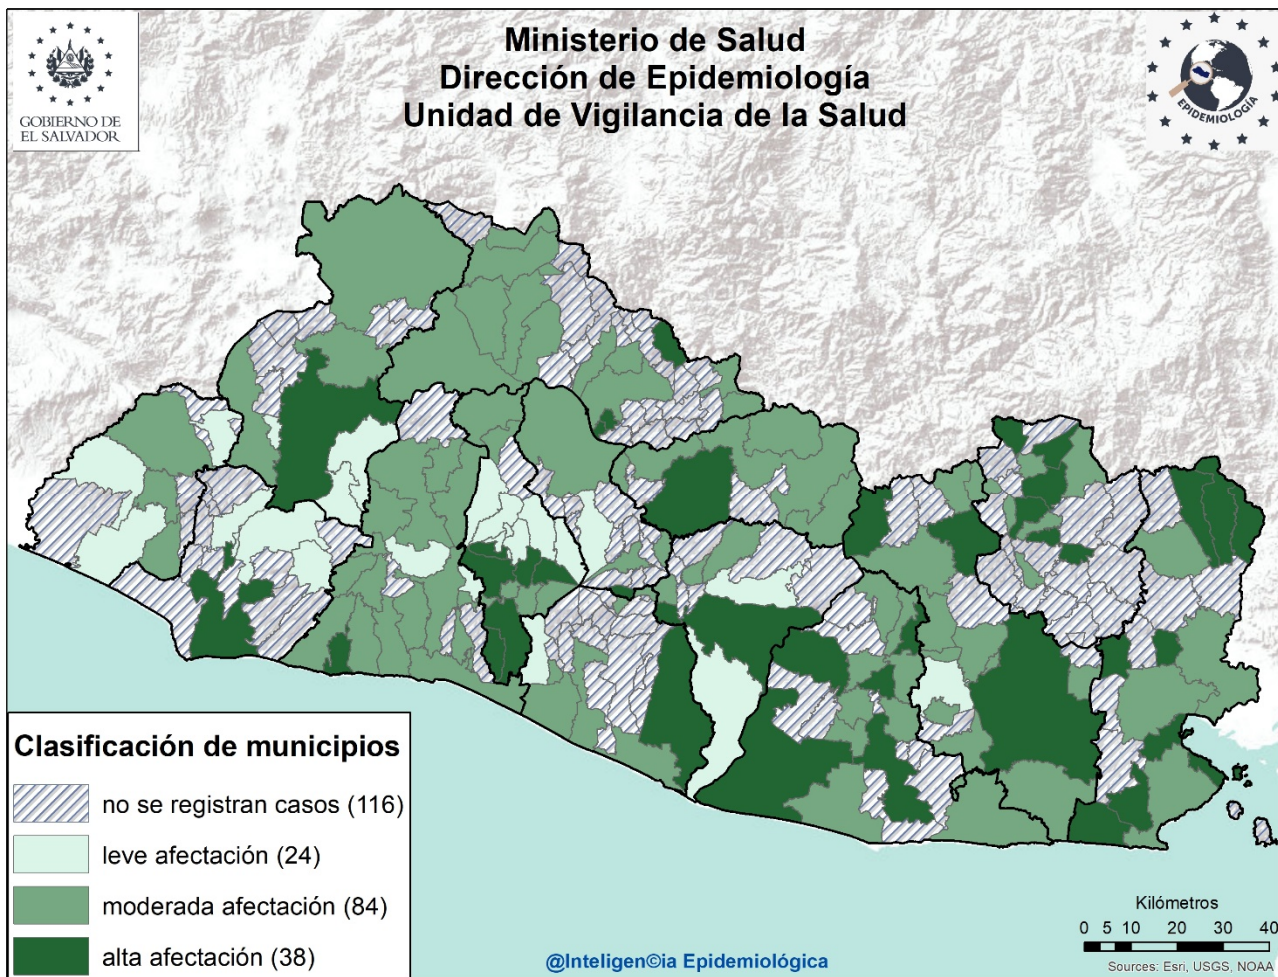 Ministerio de Salud
Dirección de Epidemiología
Unidad de Vigilancia de la Salud
GOBIERNO DE
EL SALVADOR
EPIDEMIOLOGÍA
Clasificación de municipios
no se registran casos (116)
leve afectación (24)
moderada afectación (84)
alta afectación (38)
@Inteligen©ia Epidemiológica
Kilómetros
0 5 10 20 30 40
Sources: Esri, USGS, NOAA